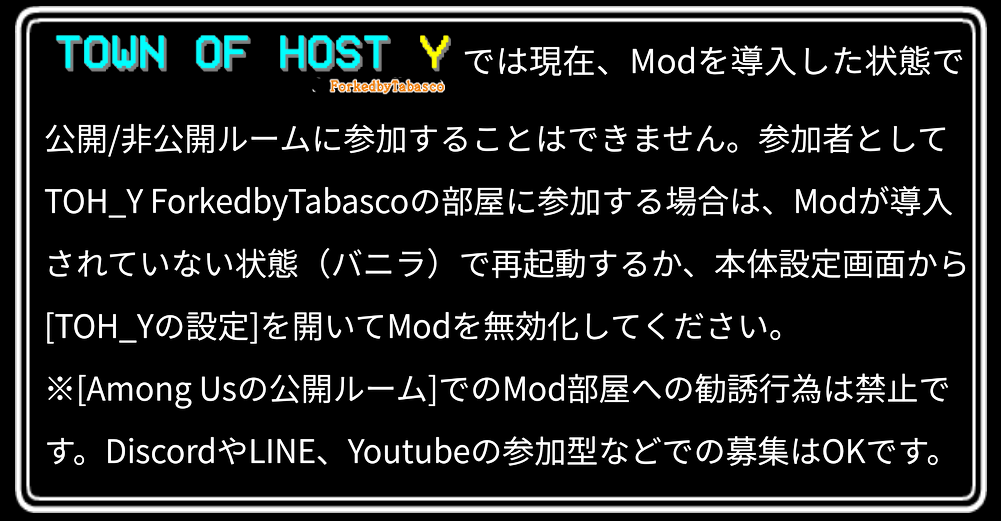 TOWN OF HOST Y では現在、Modを導入した状態で
ForkedbyTabasco
公開/非公開ルームに参加することはできません。参加者として
TOH_Y ForkedbyTabascoの部屋に参加する場合は、Modが導入
されていない状態（バニラ）で再起動するか、本体設定画面から
[TOH_Yの設定]を開いてModを無効化してください。
※[Among Usの公開ルーム]でのMod部屋への勧誘行為は禁止で
す。DiscordやLINE、Youtubeの参加型などでの募集はOKです。